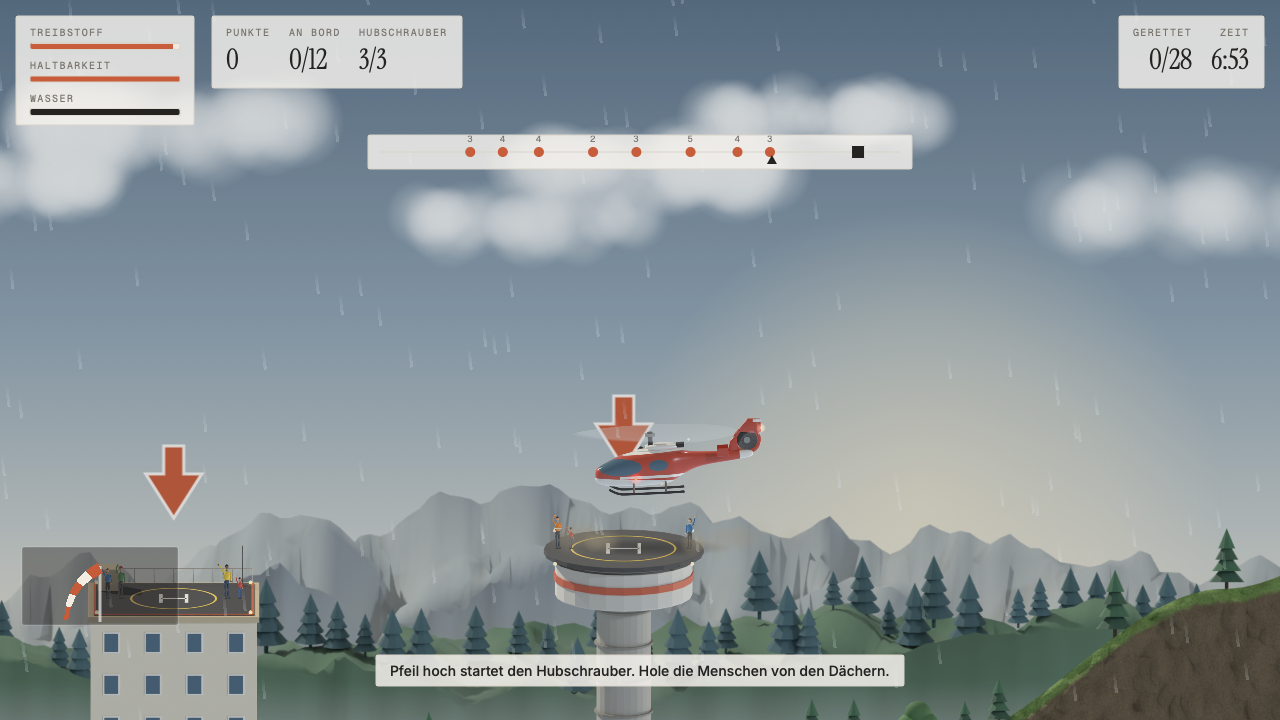 TREIBSTOFF
HALTBARKEIT
WASSER
PUNKTE AN BORD HUBSCHRAUBER
0 0/12 3/3
GERETTET ZEIT
0/28 6:53
3 4 4 2 3 5 4 3
Pfeil hoch startet den Hubschrauber. Hole die Menschen von den Dächern.